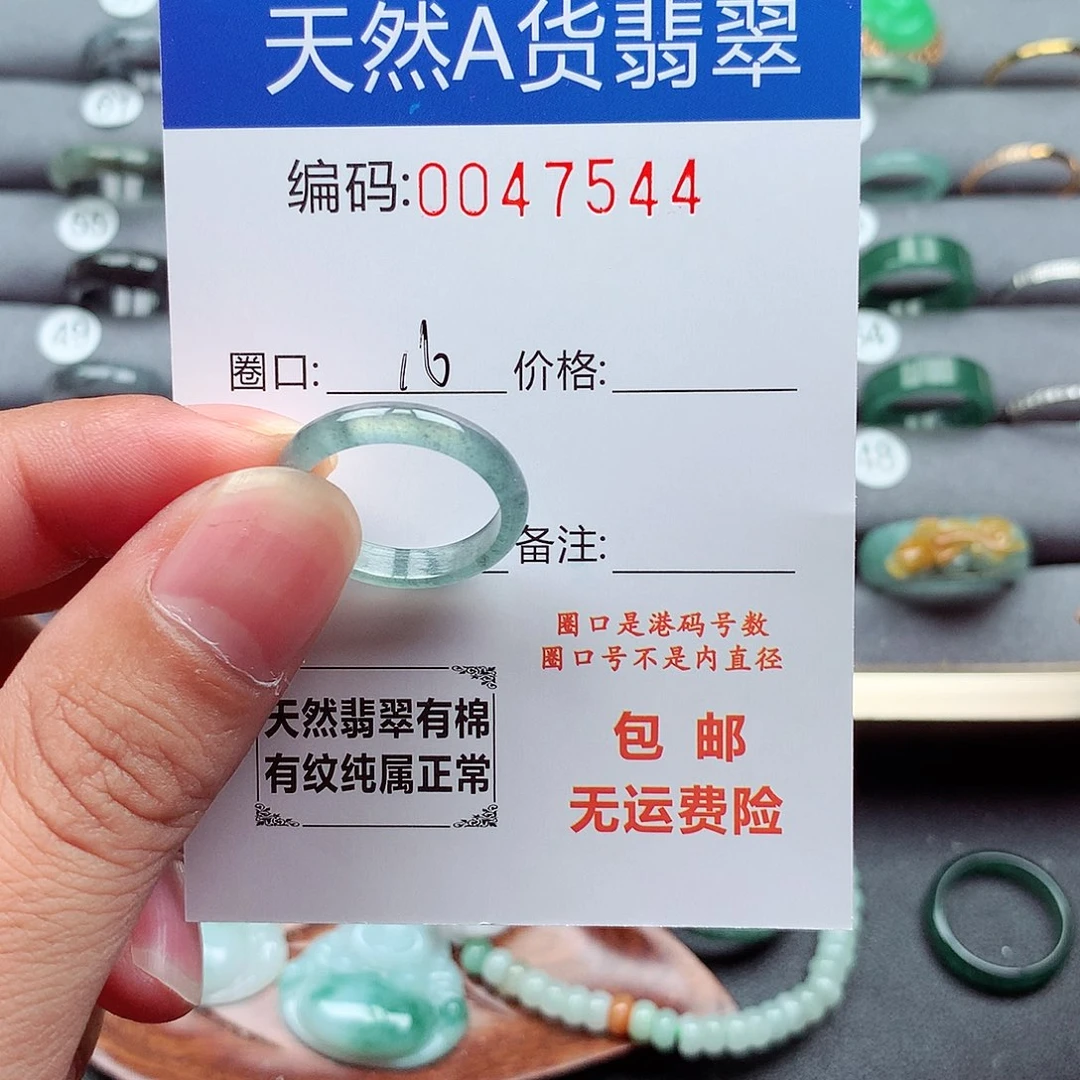 天然A货翡翠
编码:0047544
圈口: 16 价格:
备注:
圈口是港码号数
圈口号不是内直径
天然翡翠有棉
有纹纯属正常
包 邮
无运费险
49
48